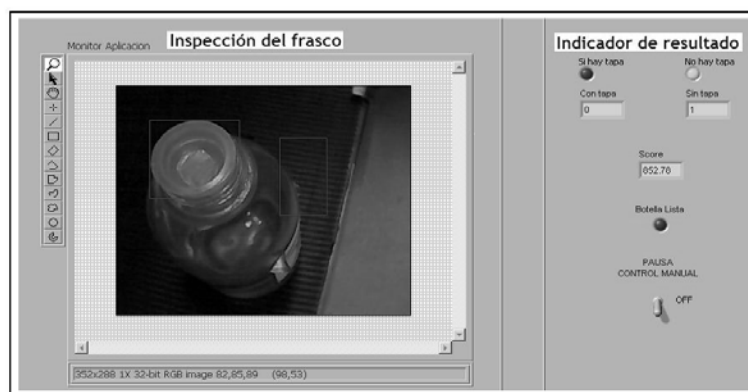 Monitor Aplicacion
Inspección del frasco
Indicador de resultado
Si hay tapa
No hay tapa
Con tapa
Sin tapa
0
1
Score
852.78
Botella Lista
PAUSA
CONTROL MANUAL
OFF
352x288 1X 32-bit RGB image 82,85,89 (98,53)